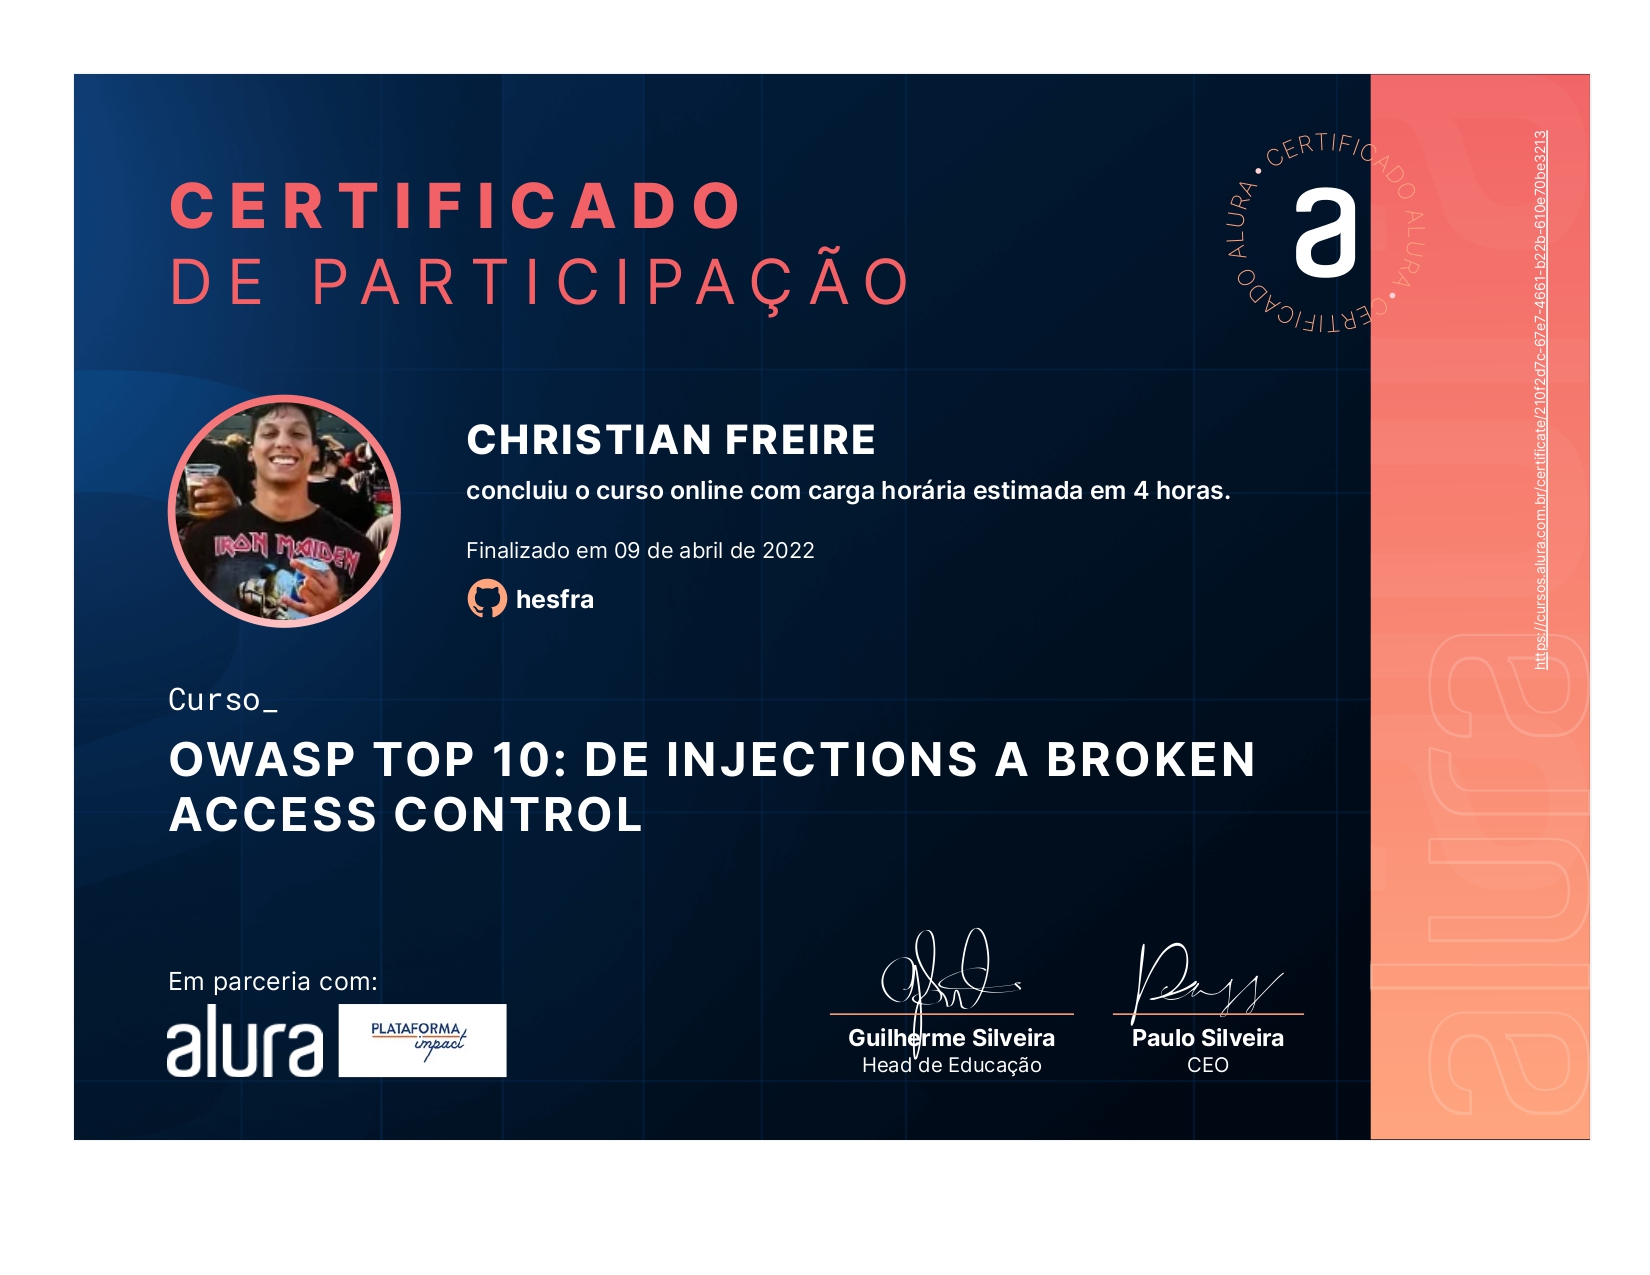 CERTIFICADO
DE PARTICIPAÇÃO
CERTIFICADO ALURA • CERTIFICADO ALURA •
a
https://cursos.alura.com.br/certificate/210f2d7c-67e7-4661-b22b-610e70be3213
IRON MAIDEN
CHRISTIAN FREIRE
concluiu o curso online com carga horária estimada em 4 horas.
Finalizado em 09 de abril de 2022
hesfra
Curso_
OWASP TOP 10: DE INJECTIONS A BROKEN
ACCESS CONTROL
Em parceria com:
alura
PLATAFORMA
impact
Guilherme Silveira
Head de Educação
Paulo Silveira
CEO
alura